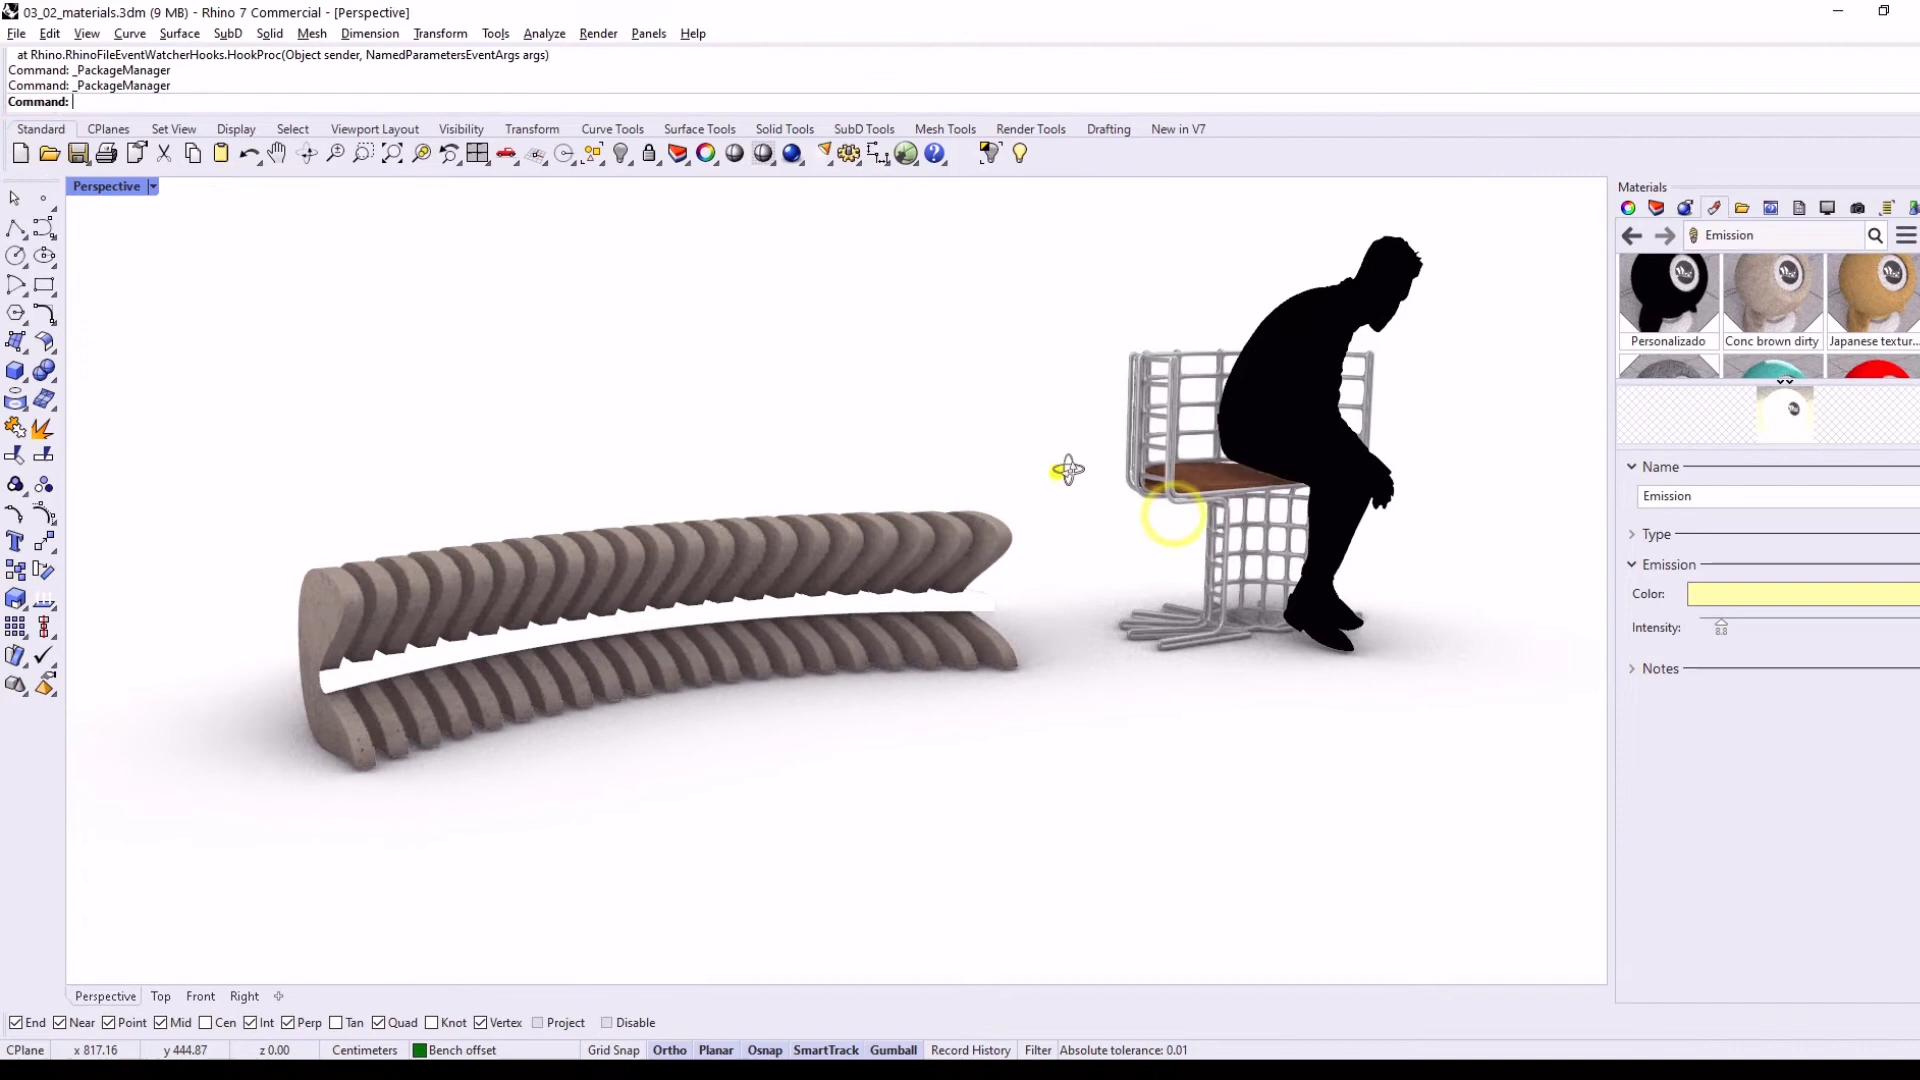 03_02_materials.3dm (9 MB) - Rhino 7 Commercial - [Perspective]
File Edit View Curve Surface SubD Solid Mesh Dimension Transform Tools Analyze Render Panels Help
at Rhino.RhinoFileEventWatcherHooks.HookProc(Object sender, NamedParametersEventArgs args)
Command: _PackageManager
Command: _PackageManager
Command:
Standard CPlanes Set View Display Select Viewport Layout Visibility Transform Curve Tools Surface Tools Solid Tools SubD Tools Mesh Tools Render Tools Drafting New in V7
Perspective
Materials
Emission
Personalizado Conc brown dirty Japanese textur...
Name
Emission
Type
Emission
Color:
Intensity:
8.8
Notes
Perspective Top Front Right
End Near Point Mid Cen Int Perp Tan Quad Knot Vertex Project Disable
CPlane x 817.16 y 444.87 z 0.00 Centimeters Bench offset Grid Snap Ortho Planar Osnap SmartTrack Gumball Record History Filter Absolute tolerance: 0.01